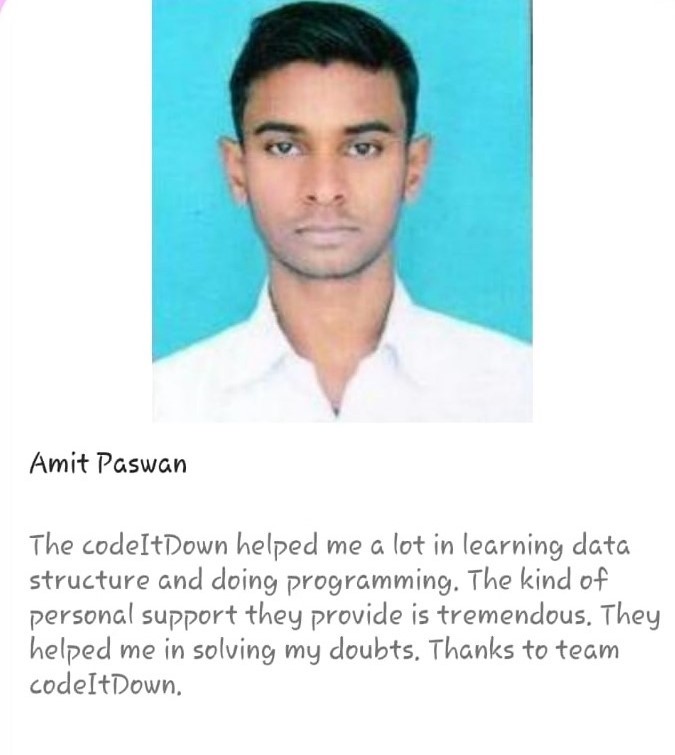 Amit Paswan
The codeItDown helped me a lot in learning data
structure and doing programming. The kind of
personal support they provide is tremendous. They
helped me in solving my doubts. Thanks to team
codeItDown.